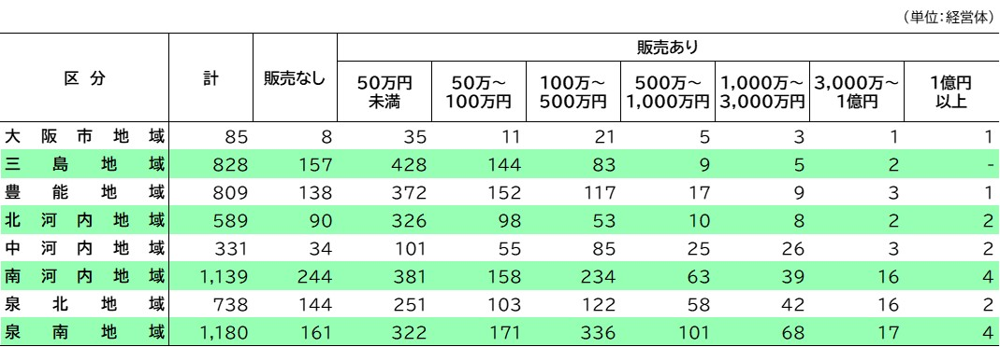 （単位：経営体）
区分 計 販売なし 販売あり
50万円未満 50万～100万円 100万～500万円 500万～1,000万円 1,000万～3,000万円 3,000万～1億円 1億円以上
大阪市地域 85 8 35 11 21 5 3 1 1
三島地域 828 157 428 144 83 9 5 2 -
豊能地域 809 138 372 152 117 17 9 3 1
北河内地域 589 90 326 98 53 10 8 2 2
中河内地域 331 34 101 55 85 25 26 3 2
南河内地域 1,139 244 381 158 234 63 39 16 4
泉北地域 738 144 251 103 122 58 42 16 2
泉南地域 1,180 161 322 171 336 101 68 17 4